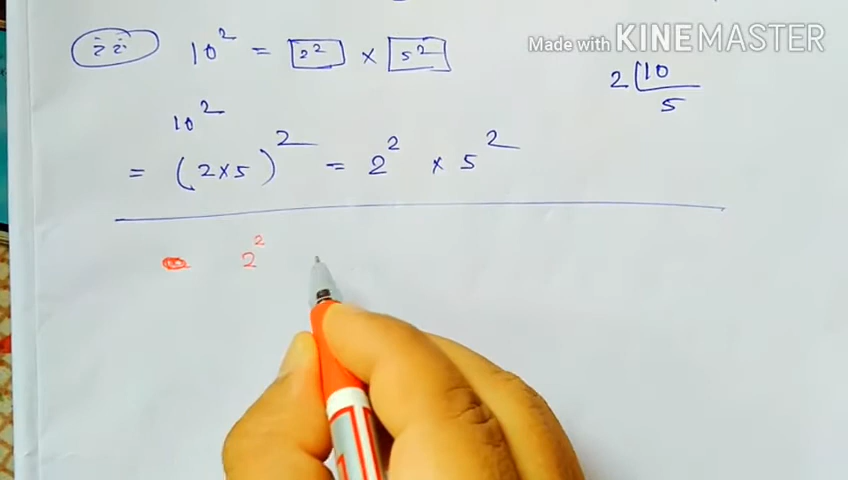 Made with KINEMASTER
ii 10² = 2² × 5²
2 10
5
10²
= (2×5)² = 2² × 5²
2²